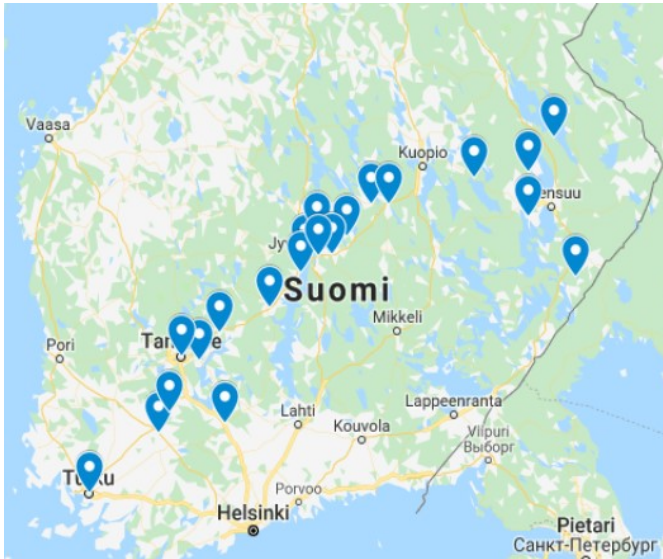 Vaasa
Kuopio
ensuu
Jy
Suomi
Mikkeli
Pori
Tam e
Lahti
Kouvola
Lappeenranta
Viipuri
Выборг
Tu ku
Helsinki
Porvoo
Pietari
Санкт-Петербург